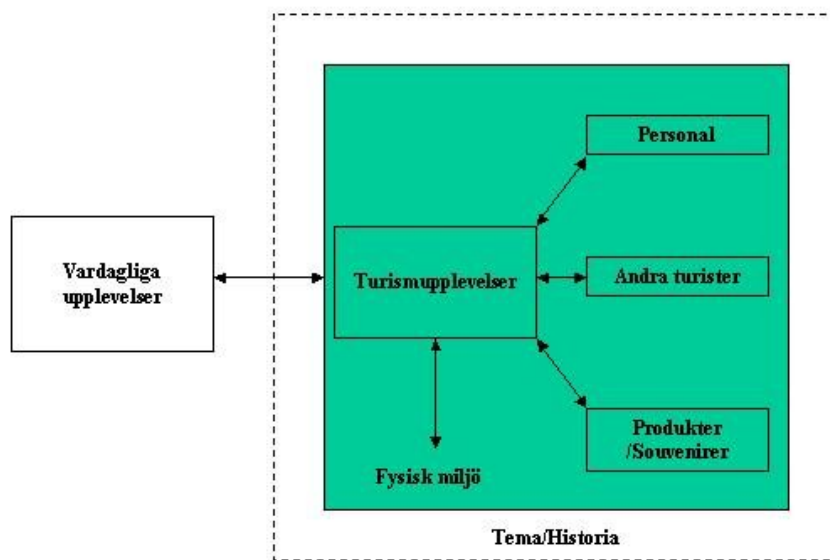 Personal
Vardagliga
upplevelser
Turismupplevelser
Andra turister
Produkter
/Souvenirer
Fysisk miljö
Tema/Historia